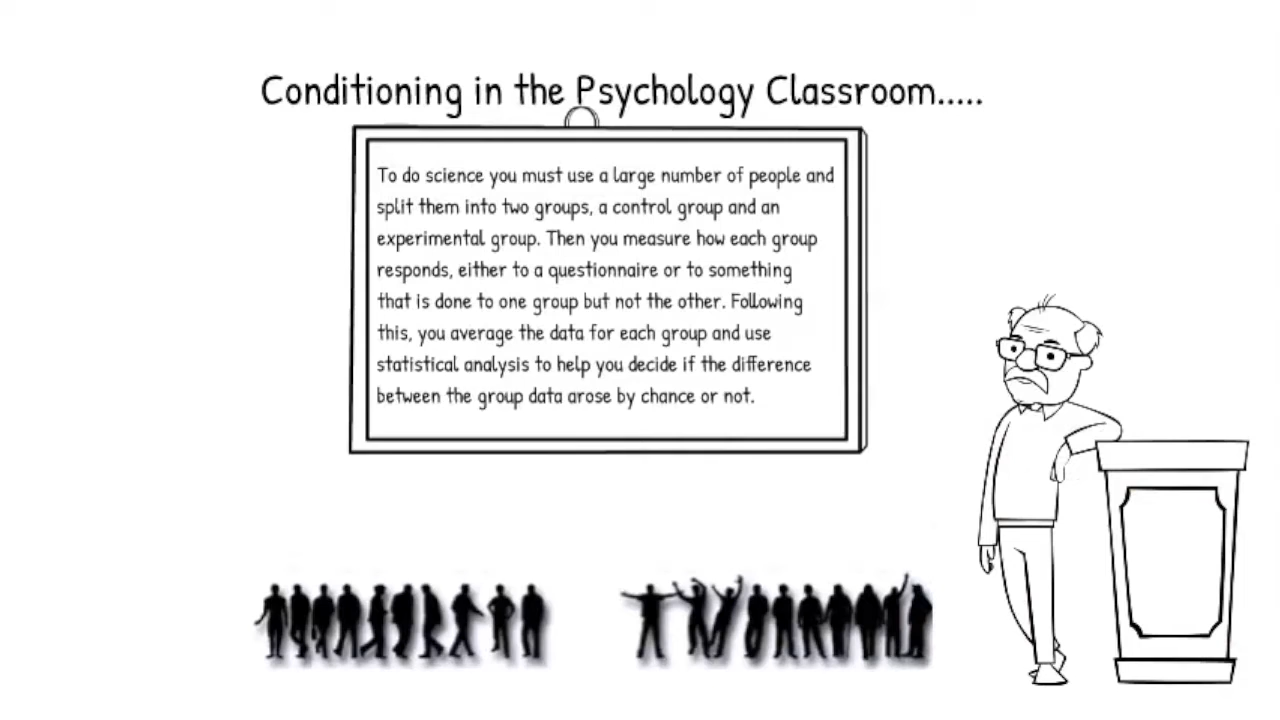 Conditioning in the Psychology Classroom.....
To do science you must use a large number of people and
split them into two groups, a control group and an
experimental group. Then you measure how each group
responds, either to a questionnaire or to something
that is done to one group but not the other. Following
this, you average the data for each group and use
statistical analysis to help you decide if the difference
between the group data arose by chance or not.